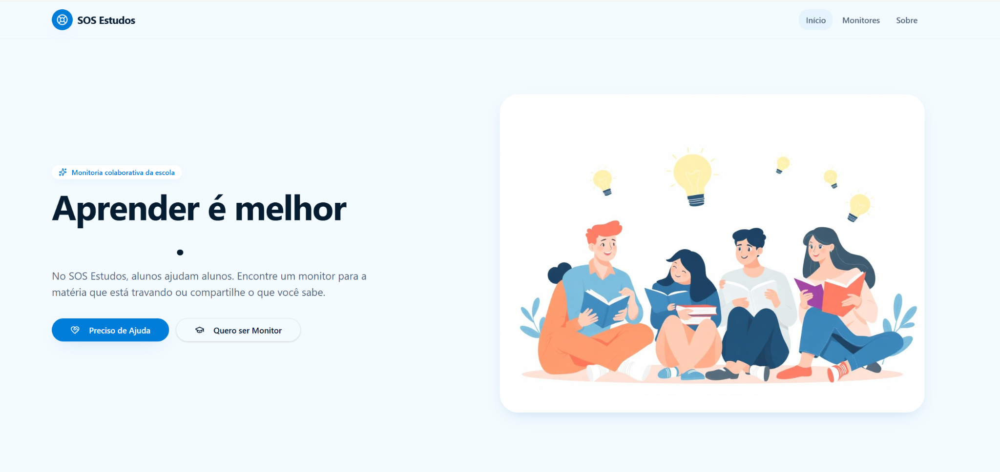 SOS Estudos
Início
Monitores
Sobre
Monitoria colaborativa da escola
Aprender é melhor
.
No SOS Estudos, alunos ajudam alunos. Encontre um monitor para a
matéria que está travando ou compartilhe o que você sabe.
Preciso de Ajuda
Quero ser Monitor